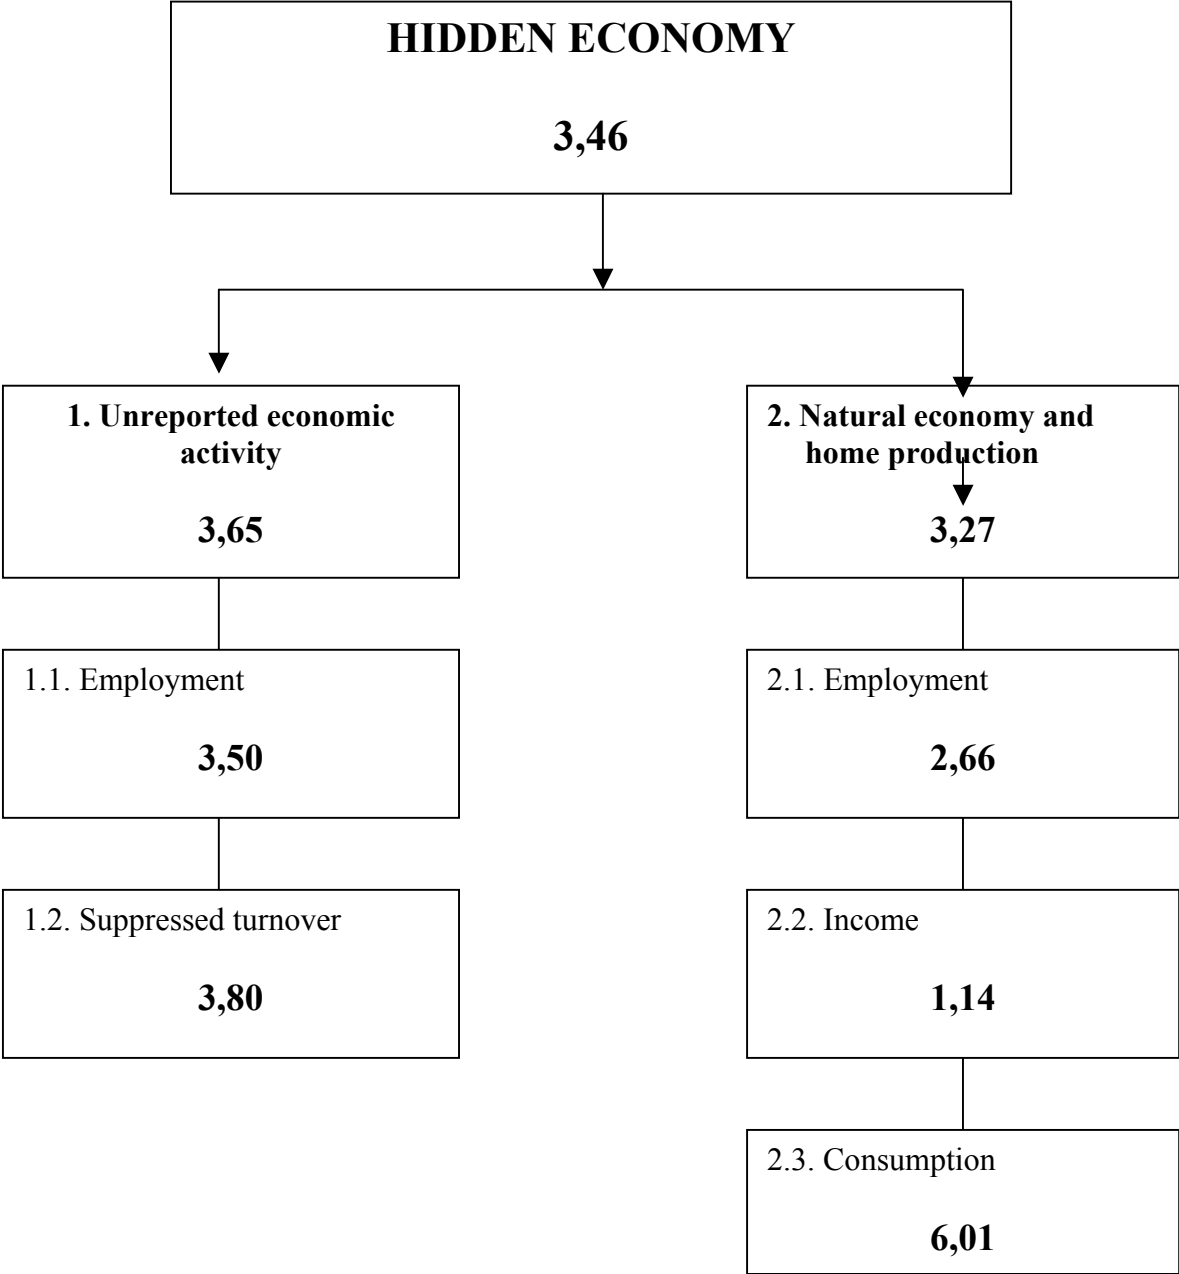 HIDDEN ECONOMY
3,46
1. Unreported economic
activity
3,65
1.1. Employment
3,50
1.2. Suppressed turnover
3,80
2. Natural economy and
home production
3,27
2.1. Employment
2,66
2.2. Income
1,14
2.3. Consumption
6,01